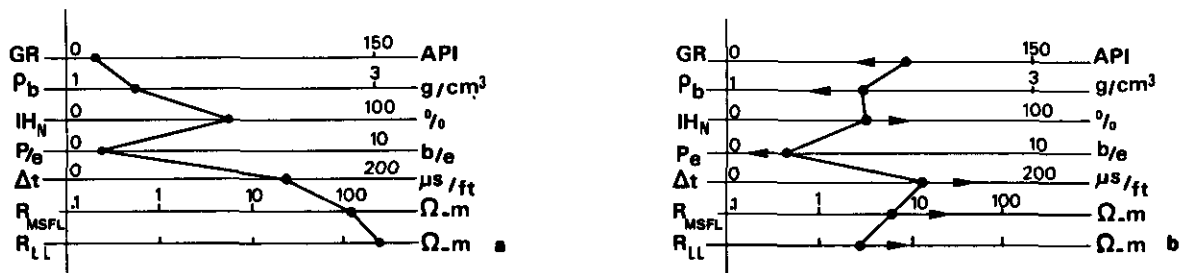 GR 0 150 API
ρb 1 3 g/cm³
IHN 0 100 %
P/e 0 10 b/e
Δt 0 200 μs/ft
1 10 100
RMSFL .1 Ω-m
RLL Ω-m a
GR 0 150 API
ρb 1 3 g/cm³
IHN 0 100 %
Pe 0 10 b/e
Δt 0 200 μs/ft
RMSFL .1 1 10 100 Ω-m
RLL Ω-m b